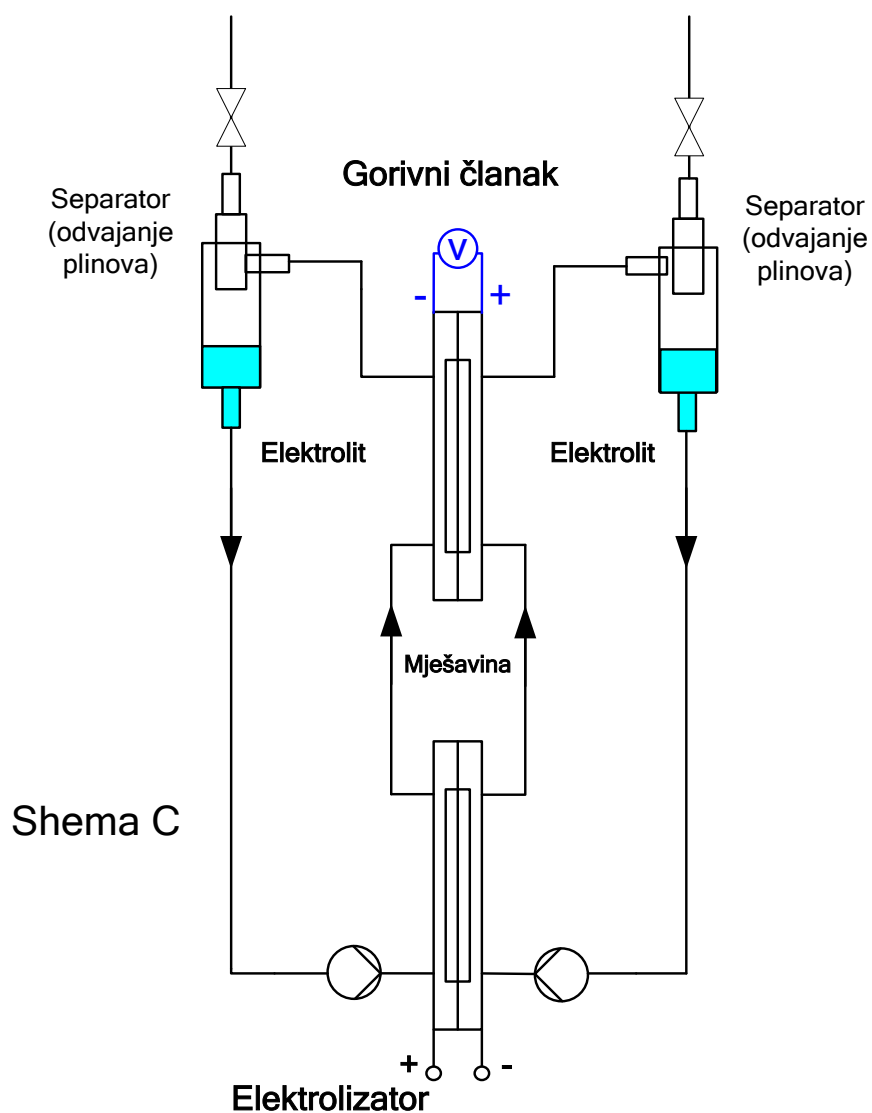 Gorivni članak
Separator
(odvajanje
plinova)
Separator
(odvajanje
plinova)
V
- +
Elektrolit
Elektrolit
Mješavina
Shema C
+ -
Elektrolizator